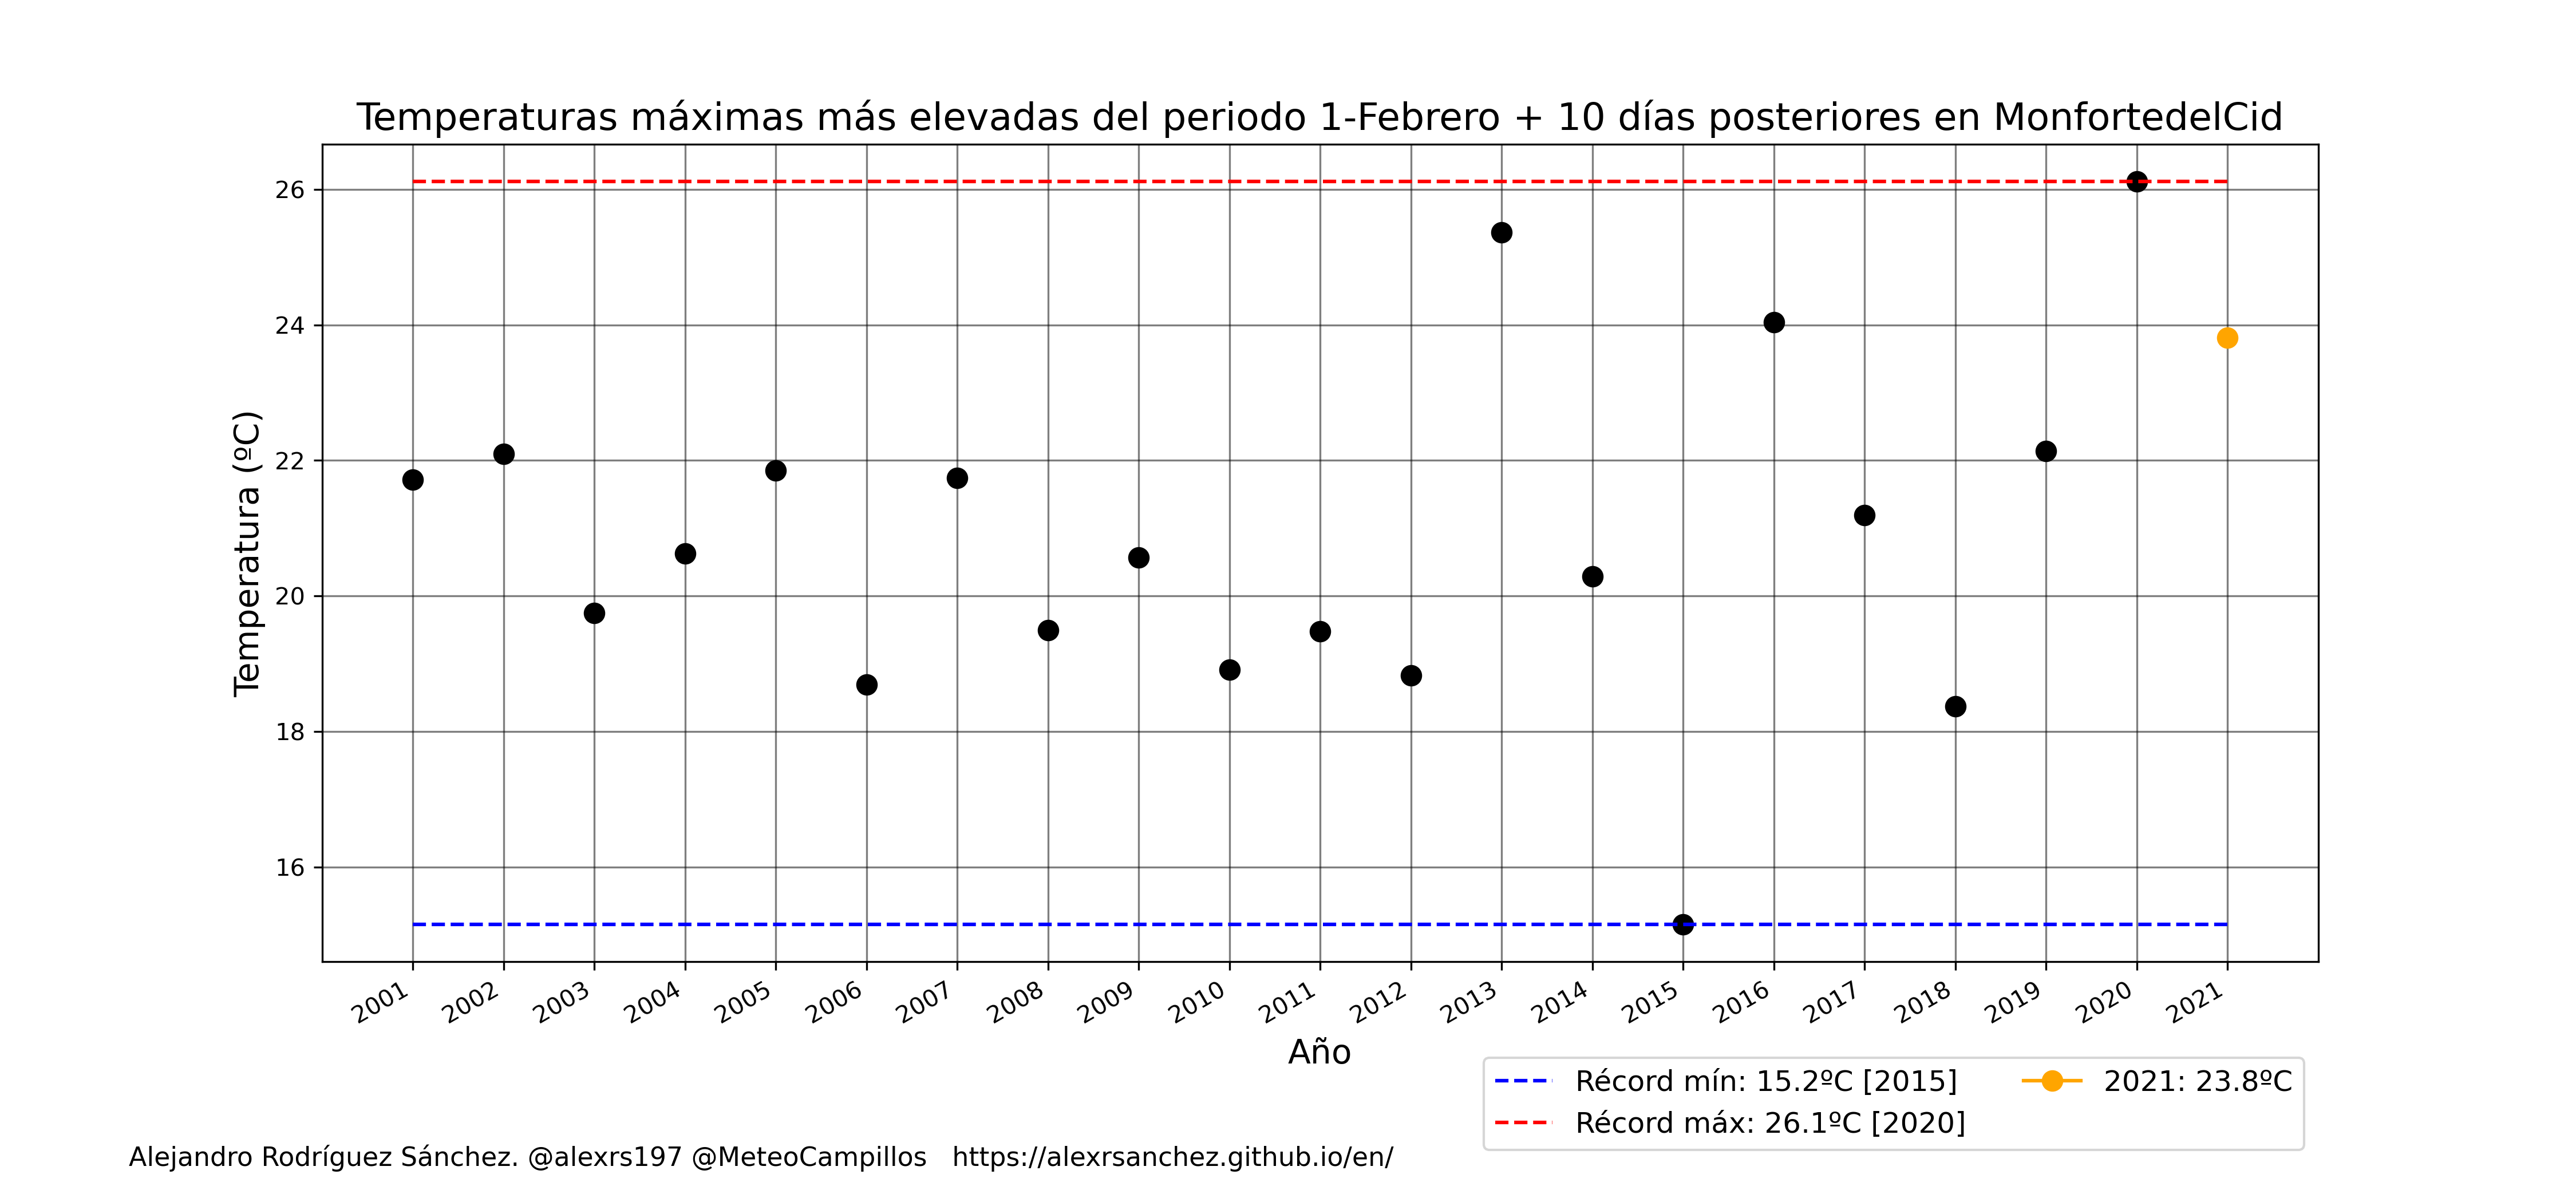 Temperaturas máximas más elevadas del periodo 1-Febrero + 10 días posteriores en MonfortedelCid
26
24
22
20
18
16
Temperatura (ºC)
2001 2002 2003 2004 2005 2006 2007 2008 2009 2010 2011 2012 2013 2014 2015 2016 2017 2018 2019 2020 2021
Año
Récord mín: 15.2ºC [2015]
Récord máx: 26.1ºC [2020]
2021: 23.8ºC
Alejandro Rodríguez Sánchez. @alexrs197 @MeteoCampillos https://alexrsanchez.github.io/en/